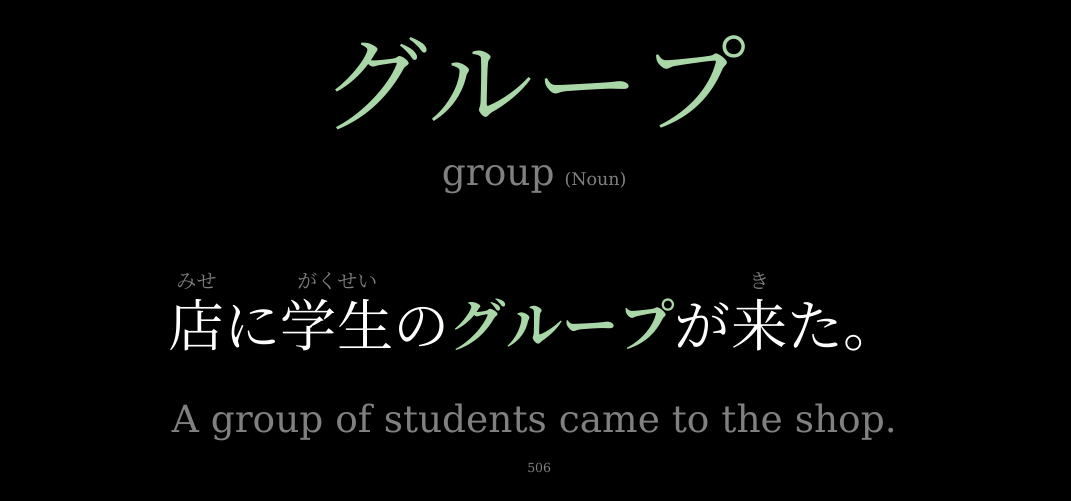 グループ
group (Noun)
みせ がくせい き
店に学生のグループが来た。
A group of students came to the shop.
506